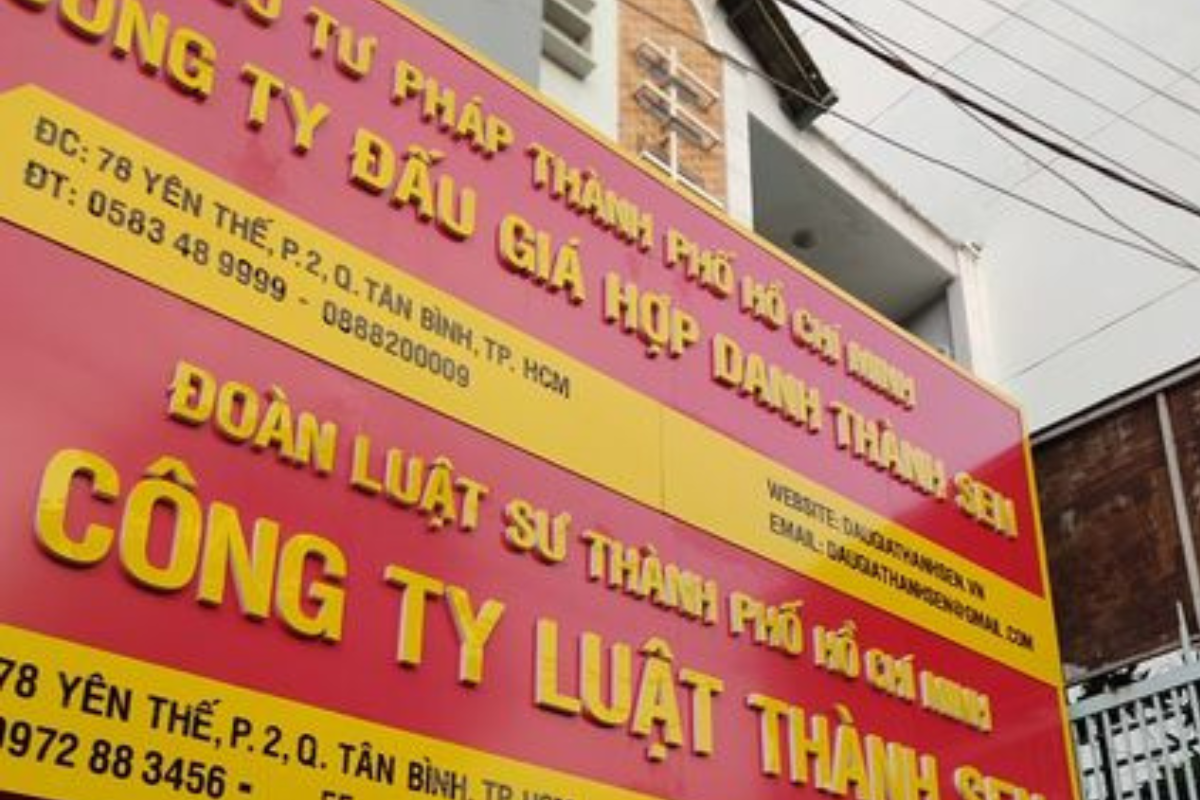 TƯ PHÁP THÀNH PHỐ HỒ CHÍ MINH
CÔNG TY ĐẤU GIÁ HỢP DANH THÀNH SEN
ĐC: 78 YÊN THẾ, P.2, Q. TÂN BÌNH, TP. HCM
ĐT: 0583 48 9999 - 0888200009
WEBSITE: DAUGIATHANHSEN.VN
EMAIL: DAUGIATHANHSEN@GMAIL.COM
ĐOÀN LUẬT SƯ THÀNH PHỐ HỒ CHÍ MINH
CÔNG TY LUẬT THÀNH SEN
78 YÊN THẾ, P. 2, Q. TÂN BÌNH, TP. HCM
0972 88 3456 -